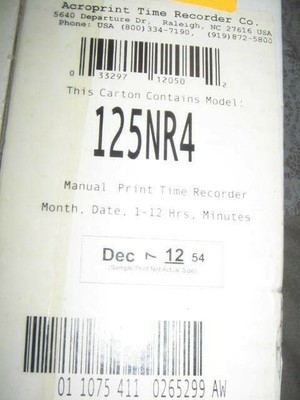 Acroprint Time Recorder Co.
5640 Departure Dr, Raleigh, NC 27616 USA
Phone: USA (800)334-7190, (919)872-5800
0 33297 12050 2
This Carton Contains Model:
125NR4
Manual Print Time Recorder
Month, Date, 1-12 Hrs, Minutes
Dec 7 12 54
(Sample Print Not Actual Size)
01 1075 411 0265299 AW